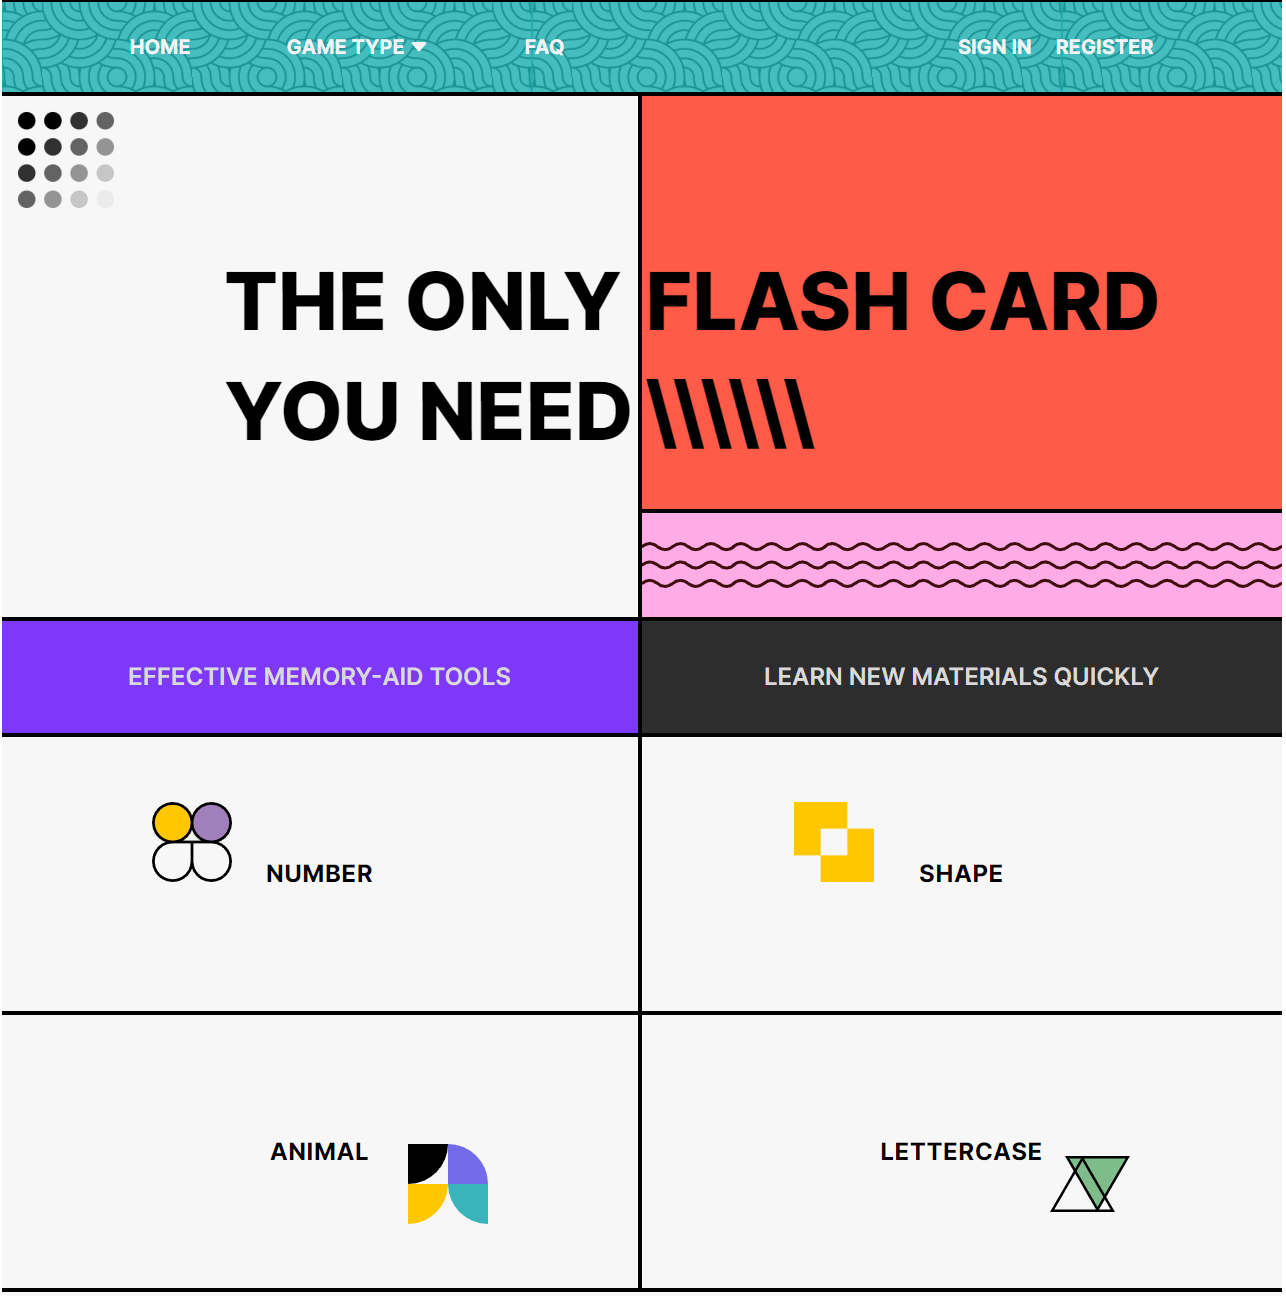 HOME GAME TYPE FAQ SIGN IN REGISTER
THE ONLY FLASH CARD
YOU NEED \\\\\\
EFFECTIVE MEMORY-AID TOOLS
LEARN NEW MATERIALS QUICKLY
NUMBER
SHAPE
ANIMAL
LETTERCASE